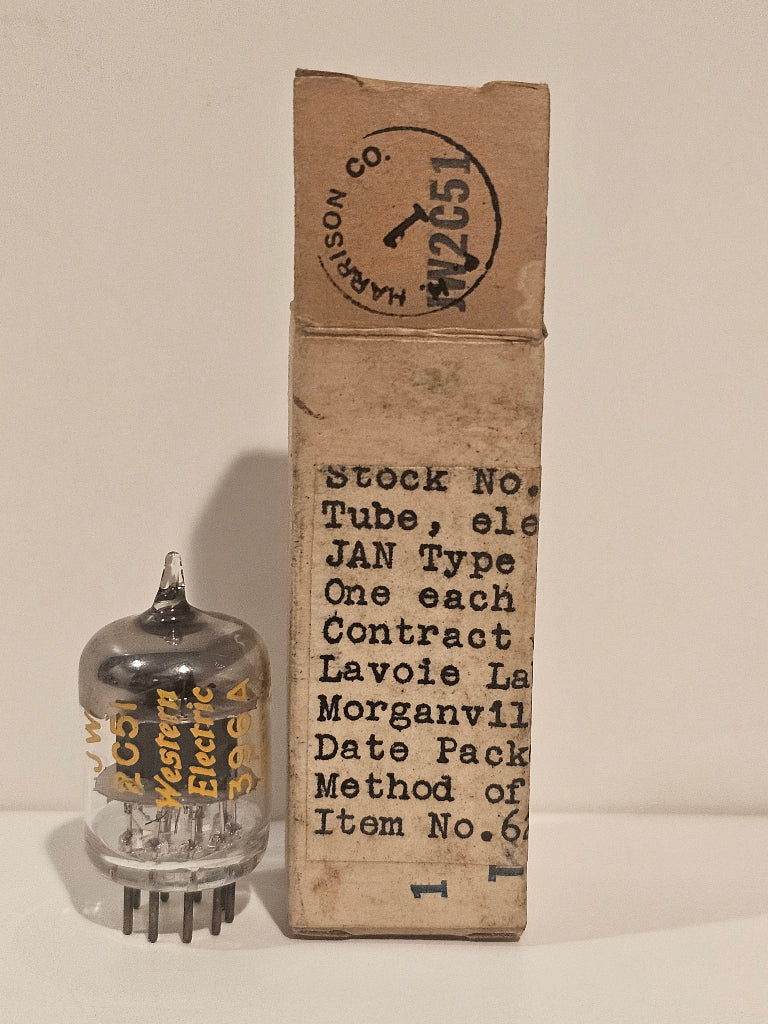 HARRISON CO.
JW2C51
Stock No.
Tube, ele
JAN Type
One each
Contract
Lavoie La
Morganvil
Date Pack
Method of
Item No.6
1 1
JW
2C51
Western
Electric
396A